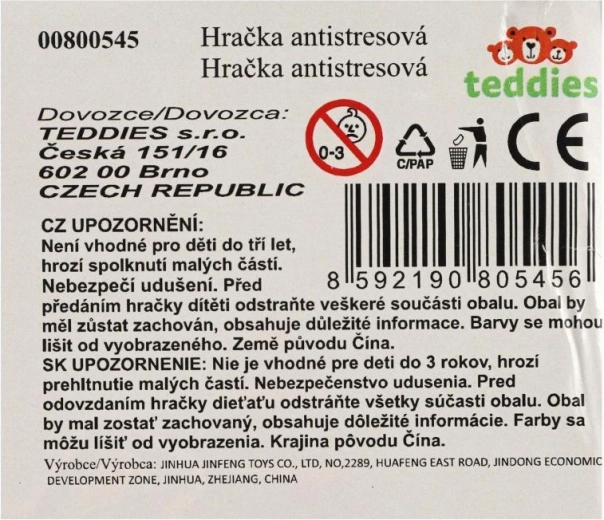 00800545
Hračka antistresová
Hračka antistresová
teddies
Dovozce/Dovozca:
TEDDIES s.r.o.
Česká 151/16
602 00 Brno
CZECH REPUBLIC
0-3
C/PAP
CE
8 592190 805456
CZ UPOZORNĚNÍ:
Není vhodné pro děti do tří let,
hrozí spolknutí malých částí.
Nebezpečí udušení. Před
předáním hračky dítěti odstraňte veškeré součásti obalu. Obal by
měl zůstat zachován, obsahuje důležité informace. Barvy se mohou
lišit od vyobrazeného. Země původu Čína.
SK UPOZORNENIE: Nie je vhodné pre deti do 3 rokov, hrozí
prehltnutie malých častí. Nebezpečenstvo udusenia. Pred
odovzdaním hračky dieťaťu odstráňte všetky súčasti obalu. Obal
by mal zostať zachovaný, obsahuje dôležité informácie. Farby sa
môžu líšiť od vyobrazenia. Krajina pôvodu Čína.
Výrobce/Výrobca: JINHUA JINFENG TOYS CO., LTD, NO,2289, HUAFENG EAST ROAD, JINDONG ECONOMIC
DEVELOPMENT ZONE, JINHUA, ZHEJIANG, CHINA